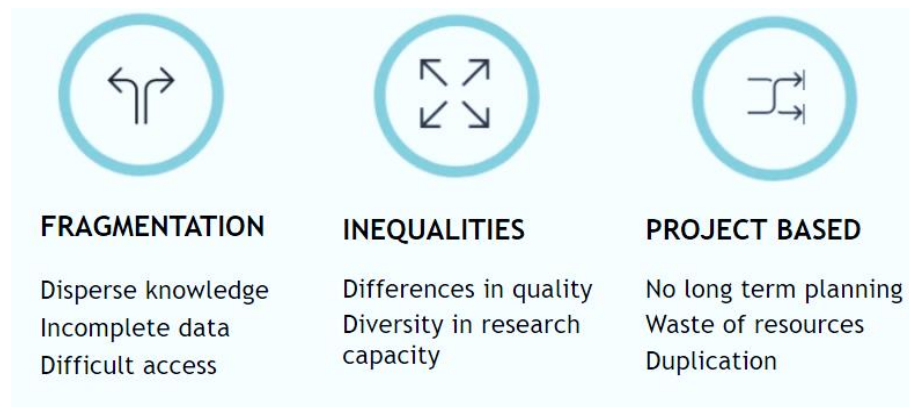 FRAGMENTATION
Disperse knowledge
Incomplete data
Difficult access
INEQUALITIES
Differences in quality
Diversity in research
capacity
PROJECT BASED
No long term planning
Waste of resources
Duplication